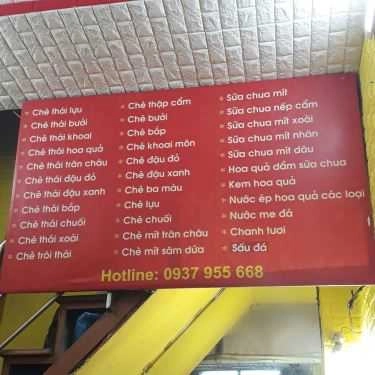 Chè thái lựu
Chè thái bưởi
Chè thái khoai
Chè thái hoa quả
Chè thái trân châu
Chè thái đậu đỏ
Chè thái đậu xanh
Chè thái bắp
Chè thái chuối
Chè thái xoài
Chè trôi thái
Chè thập cẩm
Chè bưởi
Chè bắp
Chè khoai môn
Chè đậu đỏ
Chè đậu xanh
Chè ba màu
Chè lựu
Chè chuối
Chè mít trân châu
Chè mít sâm dừa
Sữa chua mít
Sữa chua nếp cẩm
Sữa chua mít xoài
Sữa chua mít nhãn
Sữa chua mít dâu
Hoa quả dầm sữa chua
Kem hoa quả
Nước ép hoa quả các loại
Nước me đá
Chanh tươi
Sấu đá
Hotline: 0937 955 668